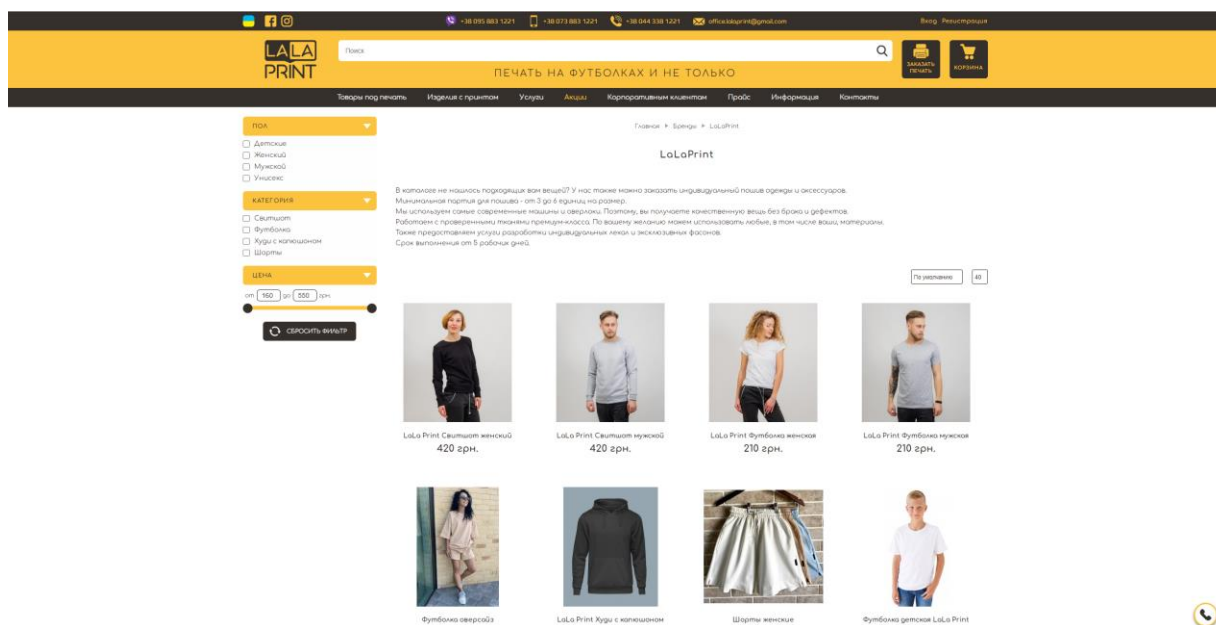 +38 095 883 1221
+38 073 883 1221
+38 044 338 1221
office.lalaprint@gmail.com
Вход Регистрация
LALA
PRINT
Поиск
ЗАКАЗАТЬ
ПЕЧАТЬ
КОРЗИНА
ПЕЧАТЬ НА ФУТБОЛКАХ И НЕ ТОЛЬКО
Товары под печать Изделия с принтом Услуги Акции Корпоративным клиентам Прайс Информация Контакты
ПОЛ
Детские
Женский
Мужской
Унисекс
КАТЕГОРИЯ
Свитшот
Футболка
Худи с капюшоном
Шорты
ЦЕНА
от 160 до 550 грн.
СБРОСИТЬ ФИЛЬТР
Главная Бренды LaLaPrint
LaLaPrint
В каталоге не нашлось подходящих вам вещей? У нас также можно заказать индивидуальный пошив одежды и аксессуаров.
Минимальная партия для пошива - от 3 до 6 единиц на размер.
Мы используем самые современные машины и оверлоки. Поэтому, вы получаете качественную вещь без брака и дефектов.
Работаем с проверенными тканями премиум-класса. По вашему желанию можем использовать любые, в том числе ваши, материалы.
Также предоставляем услуги разработки индивидуальных лекал и эксклюзивных фасонов.
Срок выполнения от 5 рабочих дней.
По умолчанию 40
LaLa Print Свитшот женский
420 грн.
LaLa Print Свитшот мужской
420 грн.
LaLa Print Футболка женская
210 грн.
LaLa Print Футболка мужская
210 грн.
Футболка оверсайз
LaLa Print Худи с капюшоном
Шорты женские
Футболка детская LaLa Print